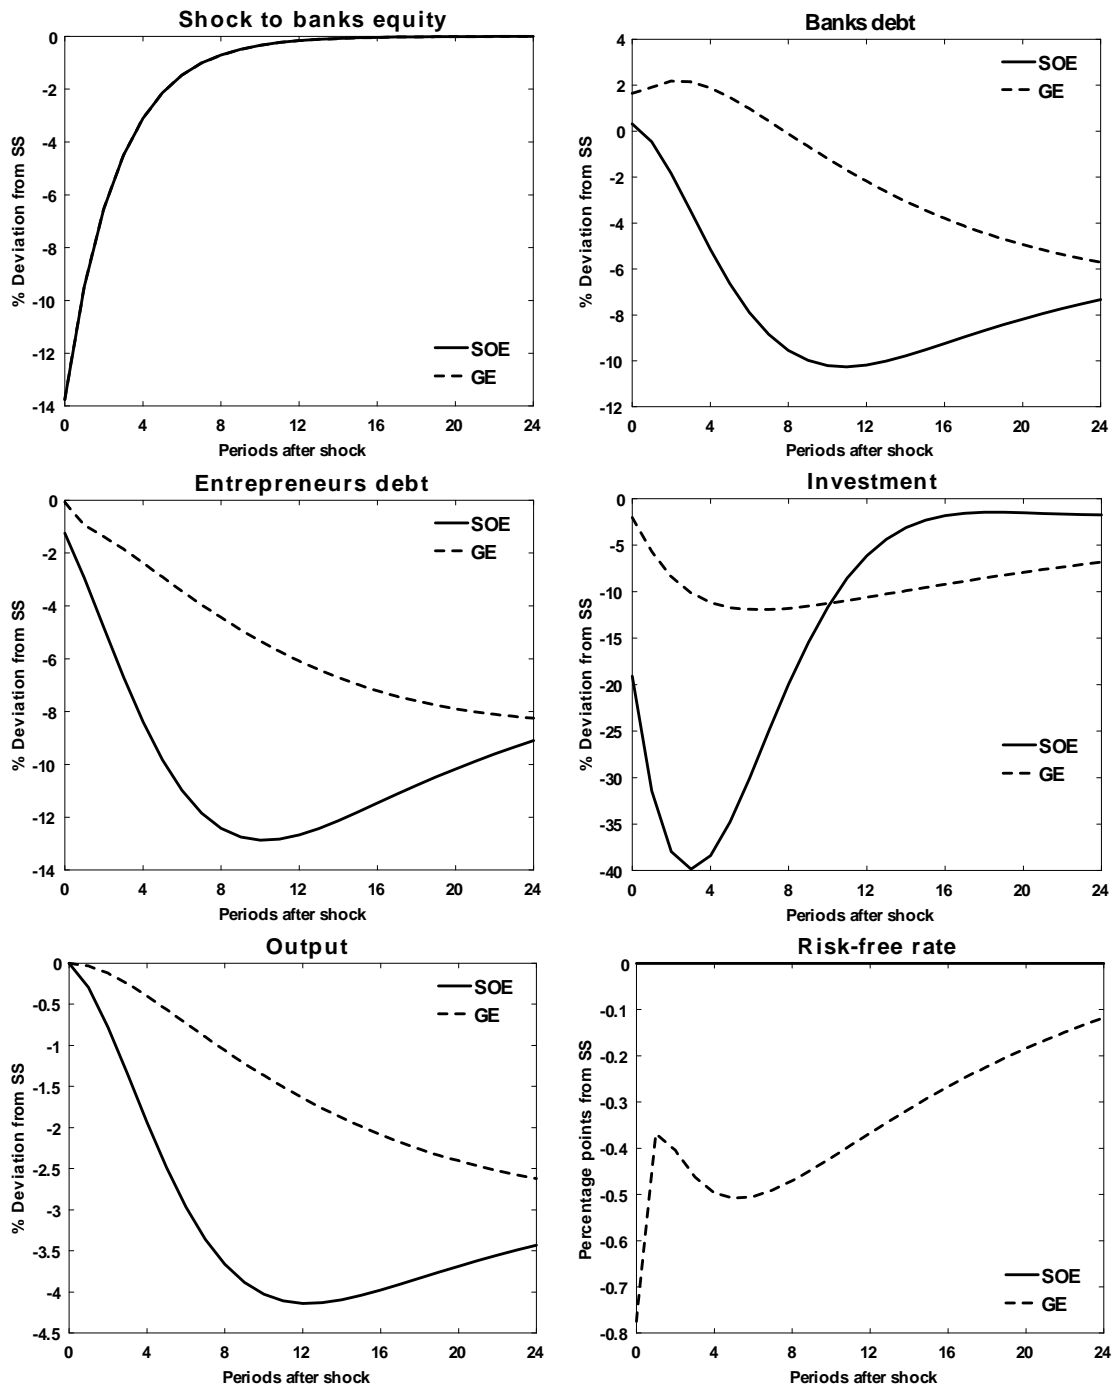 Shock to banks equity
% Deviation from SS
0
-2
-4
-6
-8
-10
-12
-14
SOE
GE
0 4 8 12 16 20 24
Periods after shock
Banks debt
% Deviation from SS
4
2
0
-2
-4
-6
-8
-10
-12
SOE
GE
0 4 8 12 16 20 24
Periods after shock
Entrepreneurs debt
% Deviation from SS
0
-2
-4
-6
-8
-10
-12
-14
SOE
GE
0 4 8 12 16 20 24
Periods after shock
Investment
% Deviation from SS
0
-5
-10
-15
-20
-25
-30
-35
-40
SOE
GE
0 4 8 12 16 20 24
Periods after shock
Output
% Deviation from SS
0
-0.5
-1
-1.5
-2
-2.5
-3
-3.5
-4
-4.5
SOE
GE
0 4 8 12 16 20 24
Periods after shock
Risk-free rate
Percentage points from SS
0
-0.1
-0.2
-0.3
-0.4
-0.5
-0.6
-0.7
-0.8
SOE
GE
0 4 8 12 16 20 24
Periods after shock